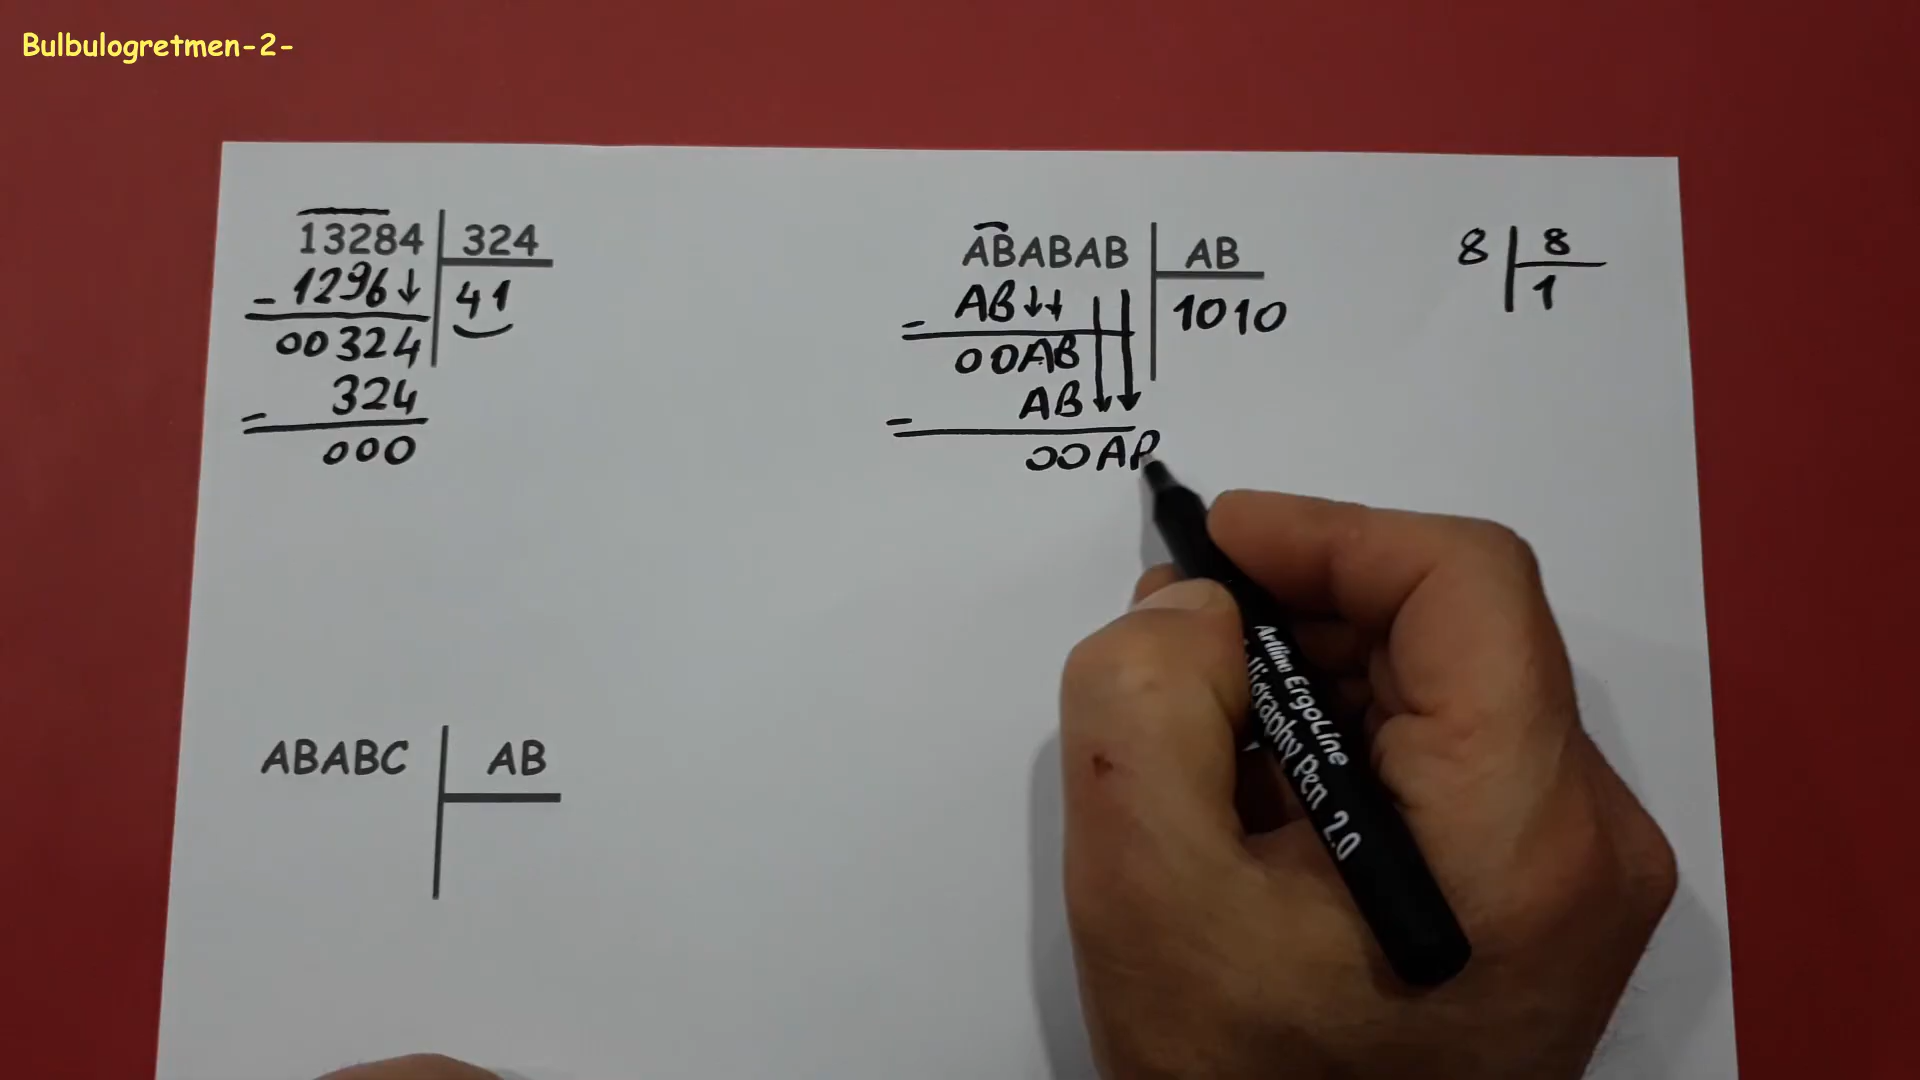 Bulbulogretmen-2-
13284 324
- 1296↓ 41
00324
324
-
000
ABABAB AB
AB↓↓ 1010
-
00AB
AB
-
00A
8 8
1
ABABC AB
Artline ErgoLine
Calligraphy Pen 2.0